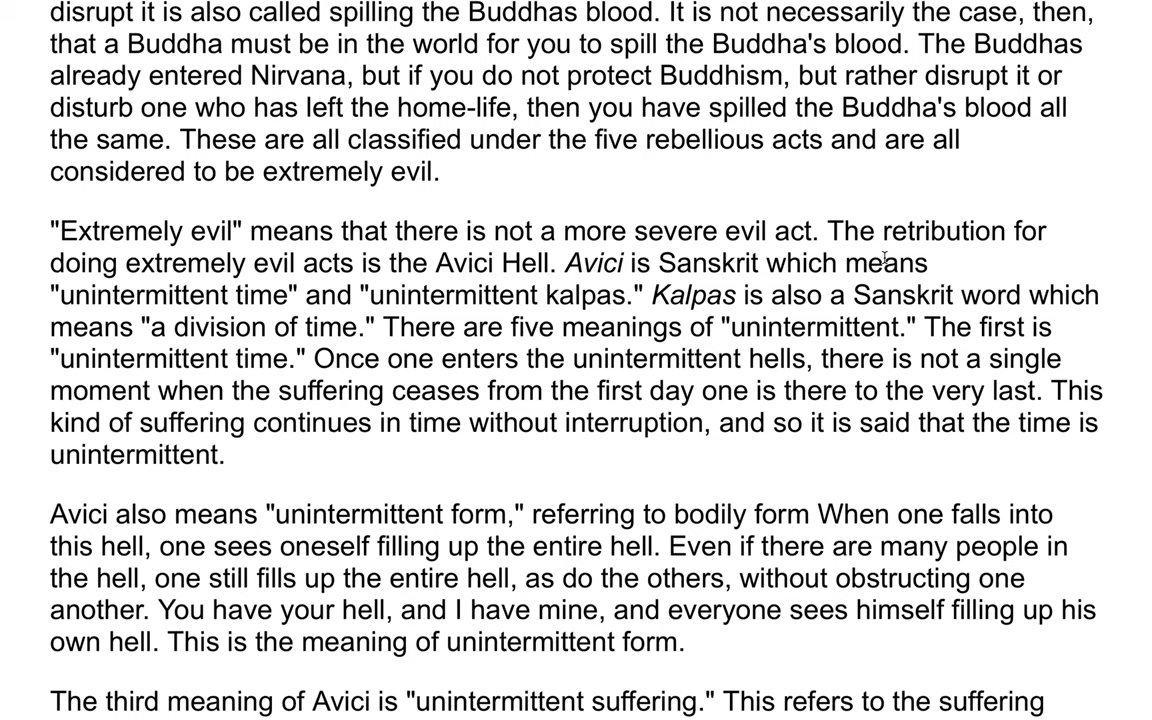 disrupt it is also called spilling the Buddhas blood. It is not necessarily the case, then,
that a Buddha must be in the world for you to spill the Buddha's blood. The Buddhas
already entered Nirvana, but if you do not protect Buddhism, but rather disrupt it or
disturb one who has left the home-life, then you have spilled the Buddha's blood all
the same. These are all classified under the five rebellious acts and are all
considered to be extremely evil.
"Extremely evil" means that there is not a more severe evil act. The retribution for
doing extremely evil acts is the Avici Hell. Avici is Sanskrit which means
"unintermittent time" and "unintermittent kalpas." Kalpas is also a Sanskrit word which
means "a division of time." There are five meanings of "unintermittent." The first is
"unintermittent time." Once one enters the unintermittent hells, there is not a single
moment when the suffering ceases from the first day one is there to the very last. This
kind of suffering continues in time without interruption, and so it is said that the time is
unintermittent.
Avici also means "unintermittent form," referring to bodily form When one falls into
this hell, one sees oneself filling up the entire hell. Even if there are many people in
the hell, one still fills up the entire hell, as do the others, without obstructing one
another. You have your hell, and I have mine, and everyone sees himself filling up his
own hell. This is the meaning of unintermittent form.
The third meaning of Avici is "unintermittent suffering." This refers to the suffering